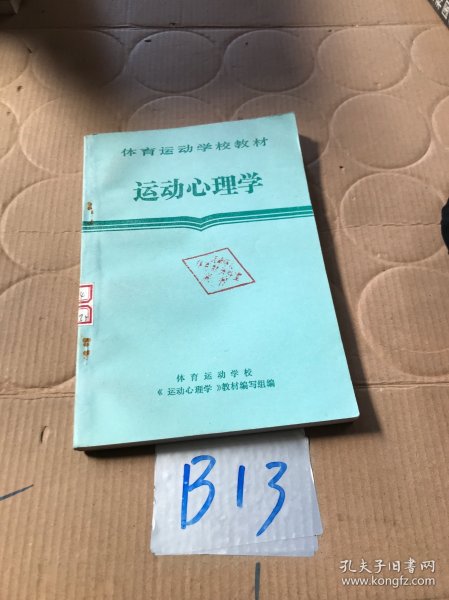 体育运动学校教材
运动心理学
体育运动学校
《运动心理学》教材编写组编
B13
孔夫子旧书网
www.kongfz.com